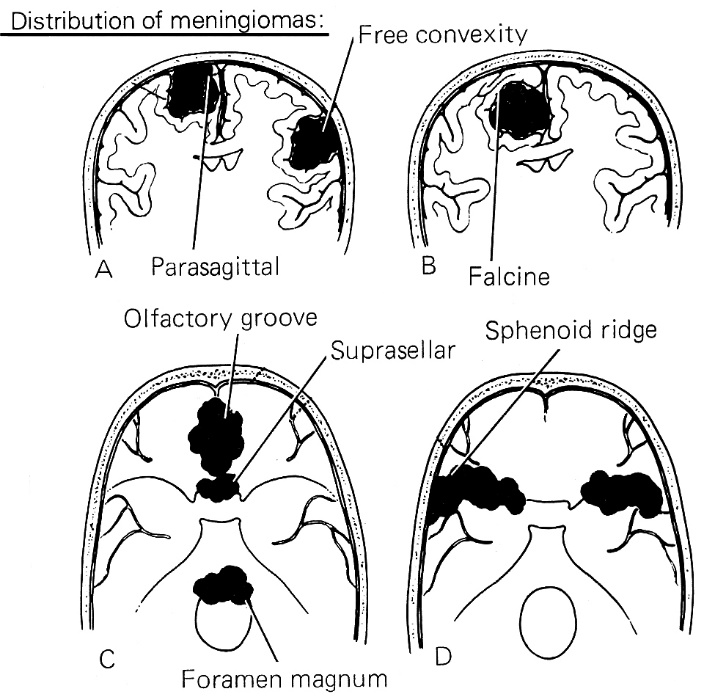 Distribution of meningiomas:
Free convexity
A
Parasagittal
B
Falcine
Olfactory groove
Suprasellar
Sphenoid ridge
C
Foramen magnum
D